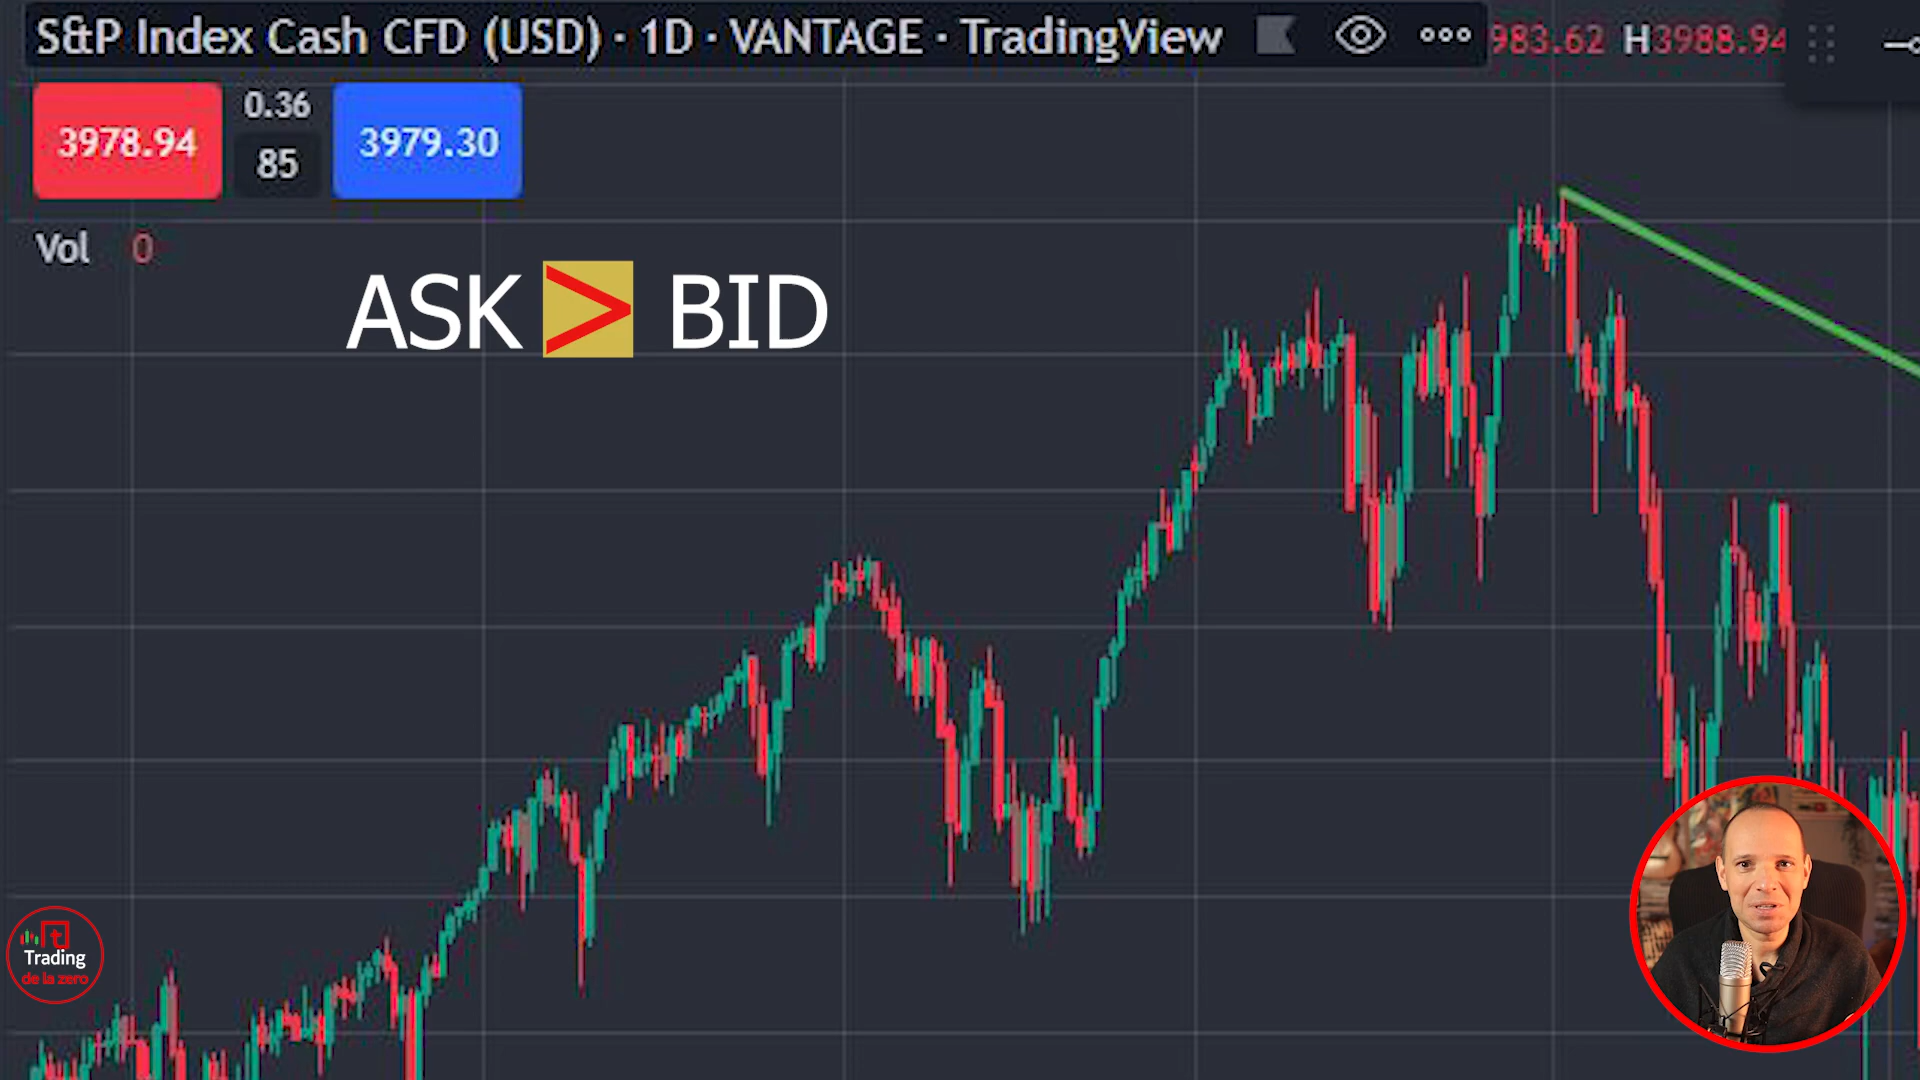 S&P Index Cash CFD (USD) · 1D · VANTAGE · TradingView
983.62 H3988.94
3978.94
0.36
85
3979.30
Vol 0
ASK > BID
Trading
de la zero